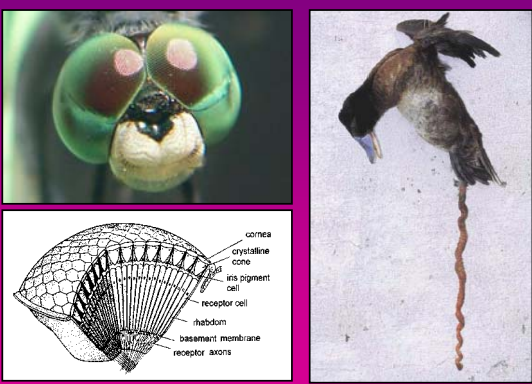 cornea
crystalline
cone
iris pigment
cell
receptor cell
rhabdom
basement membrane
receptor axons